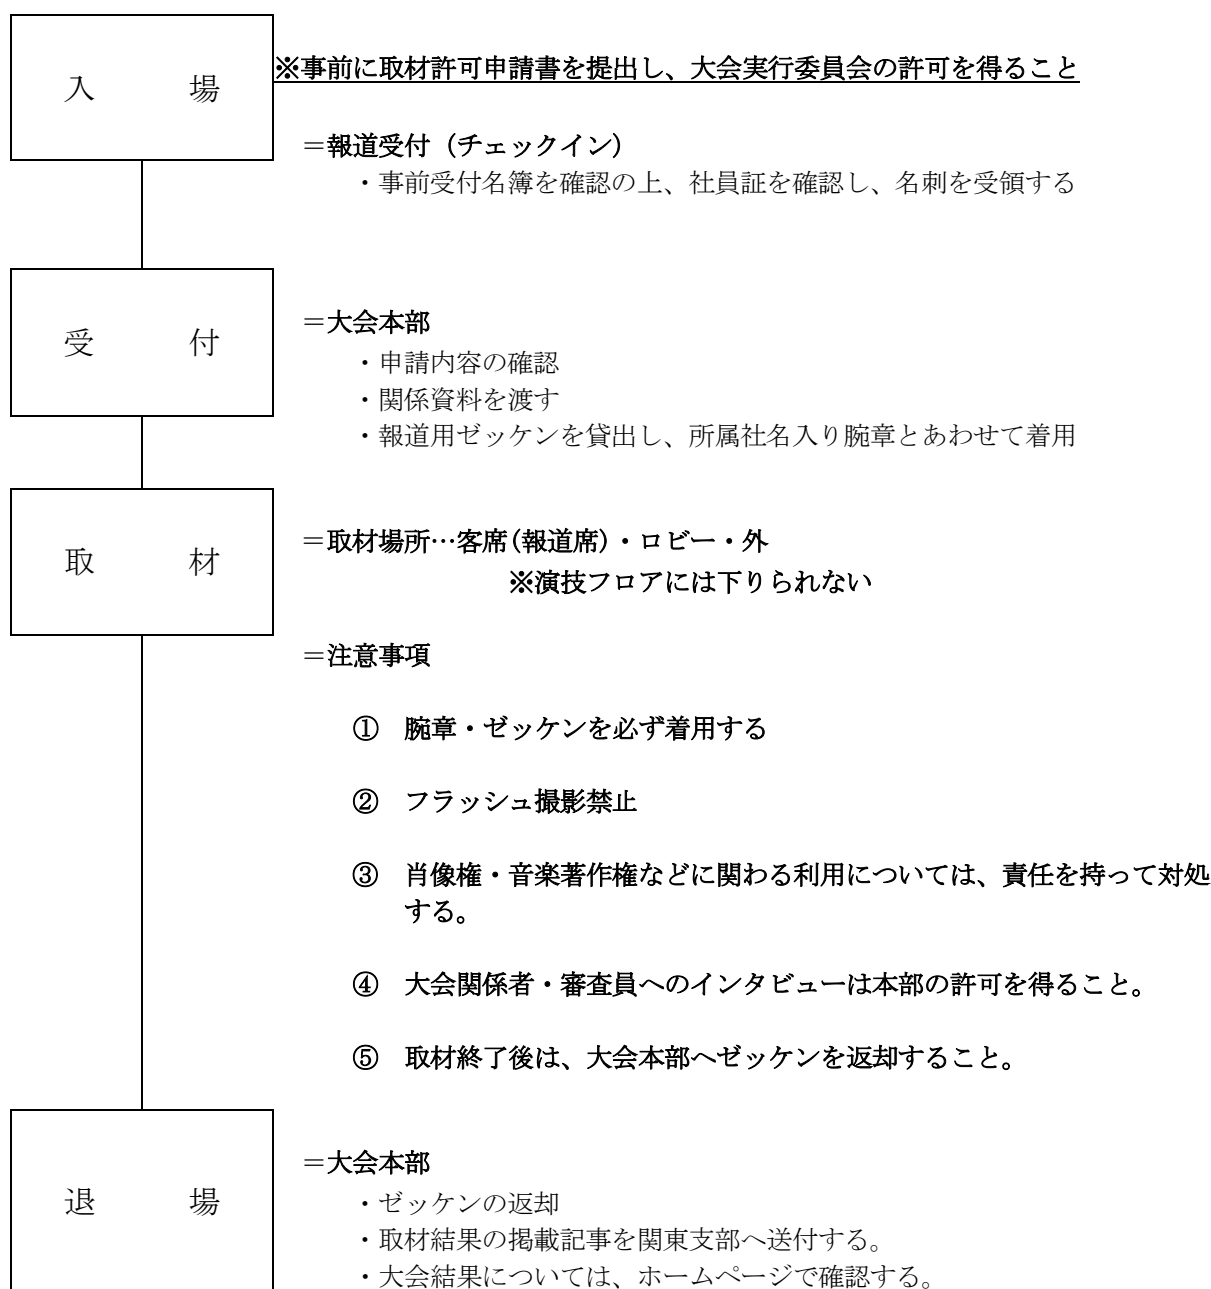 ※事前に取材許可申請書を提出し、大会実行委員会の許可を得ること
入　　　場
＝報道受付（チェックイン）
・事前受付名簿を確認の上、社員証を確認し、名刺を受領する
受　　　付
＝大会本部
・申請内容の確認
・関係資料を渡す
・報道用ゼッケンを貸出し、所属社名入り腕章とあわせて着用
取　　　材
＝取材場所…客席(報道席)・ロビー・外
※演技フロアには下りられない
＝注意事項
①　腕章・ゼッケンを必ず着用する
②　フラッシュ撮影禁止
③　肖像権・音楽著作権などに関わる利用については、責任を持って対処
する。
④　大会関係者・審査員へのインタビューは本部の許可を得ること。
⑤　取材終了後は、大会本部へゼッケンを返却すること。
退　　　場
＝大会本部
・ゼッケンの返却
・取材結果の掲載記事を関東支部へ送付する。
・大会結果については、ホームページで確認する。